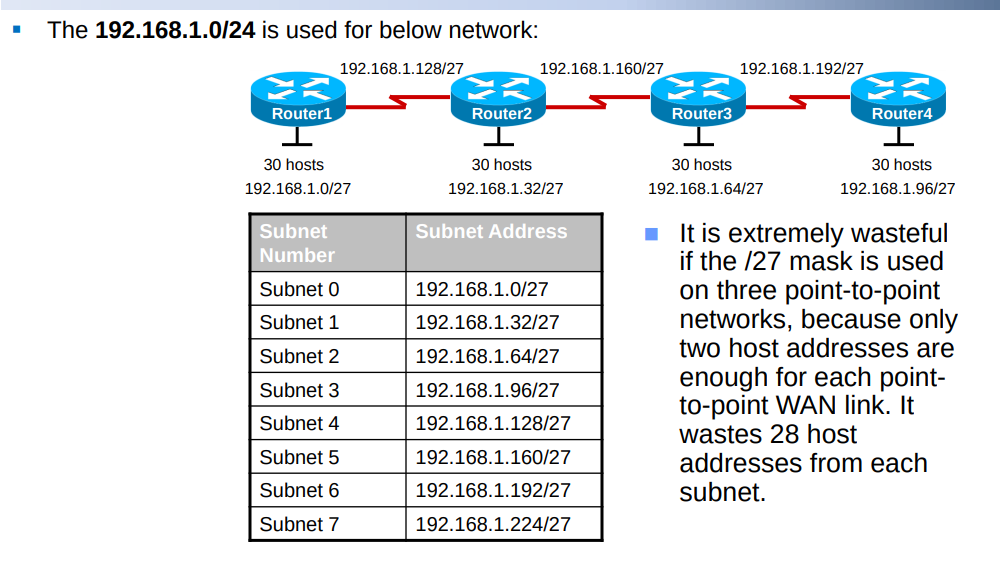 The 192.168.1.0/24 is used for below network:
192.168.1.128/27 192.168.1.160/27 192.168.1.192/27
Router1 Router2 Router3 Router4
30 hosts 30 hosts 30 hosts 30 hosts
192.168.1.0/27 192.168.1.32/27 192.168.1.64/27 192.168.1.96/27
Subnet Number Subnet Address
Subnet 0 192.168.1.0/27
Subnet 1 192.168.1.32/27
Subnet 2 192.168.1.64/27
Subnet 3 192.168.1.96/27
Subnet 4 192.168.1.128/27
Subnet 5 192.168.1.160/27
Subnet 6 192.168.1.192/27
Subnet 7 192.168.1.224/27
It is extremely wasteful
if the /27 mask is used
on three point-to-point
networks, because only
two host addresses are
enough for each point-
to-point WAN link. It
wastes 28 host
addresses from each
subnet.